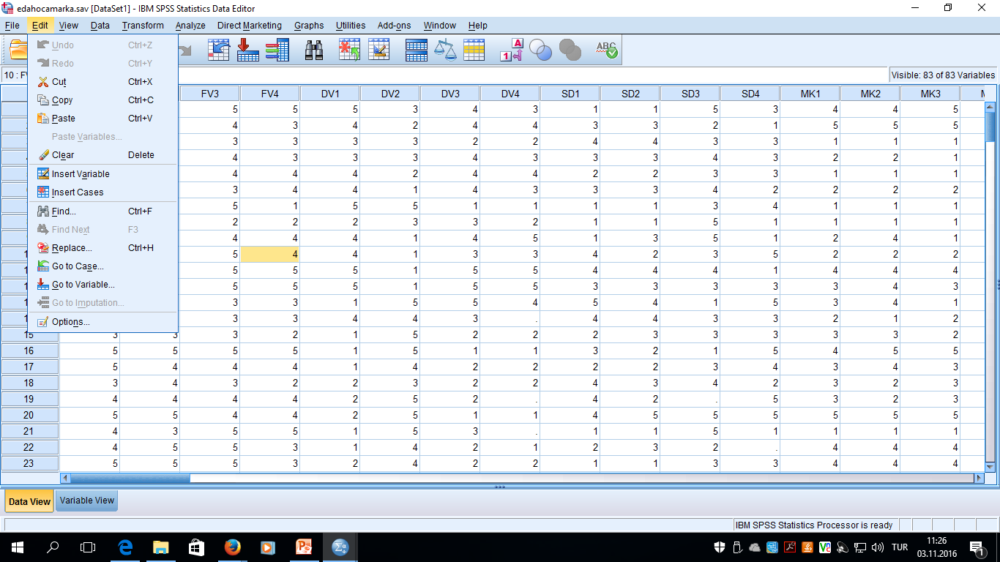 edahocamarka.sav [DataSet1] - IBM SPSS Statistics Data Editor
File Edit View Data Transform Analyze Direct Marketing Graphs Utilities Add-ons Window Help
Undo Ctrl+Z
Redo Ctrl+Y
Cut Ctrl+X
Copy Ctrl+C
Paste Ctrl+V
Paste Variables...
Clear Delete
Insert Variable
Insert Cases
Find... Ctrl+F
Find Next F3
Replace... Ctrl+H
Go to Case...
Go to Variable...
Go to Imputation...
Options...
10 : FV Visible: 83 of 83 Variables
FV3 FV4 DV1 DV2 DV3 DV4 SD1 SD2 SD3 SD4 MK1 MK2 MK3
5 5 5 3 4 3 1 1 5 3 4 4 5
4 3 4 2 4 4 3 3 2 1 5 5 5
3 3 3 3 2 2 4 4 3 3 1 1 1
4 3 3 3 4 3 3 3 4 3 2 2 1
4 4 4 2 4 4 2 2 3 3 1 1 1
3 4 4 1 4 3 3 3 4 2 2 2 2
5 1 5 5 1 1 1 1 3 4 1 1 1
2 2 2 3 3 2 1 1 5 1 1 1 1
4 4 4 1 4 5 1 3 5 1 2 4 1
5 4 4 1 3 3 4 2 3 5 2 2 2
5 5 5 1 5 5 4 4 4 1 4 4 4
5 5 5 1 5 5 3 3 3 3 3 4 3
3 3 1 5 5 4 5 4 1 5 3 4 1
3 3 4 4 3 . 4 4 3 3 2 1 2
15 3 3 3 2 1 5 2 2 2 3 3 3 3 3 2
16 5 5 5 5 1 5 1 1 3 2 1 5 4 5 5
17 5 4 4 4 1 4 2 2 2 2 3 4 3 4 3
18 3 4 3 2 2 3 2 2 4 3 4 2 3 2 3
19 4 4 4 4 2 5 2 . 4 2 . 5 3 2 3
20 5 5 4 4 2 5 1 1 4 5 5 5 5 5 5
21 4 3 5 5 1 5 3 . 1 1 5 1 1 1 1
22 4 5 5 3 1 4 2 1 2 3 2 . 4 4 4
23 5 5 5 3 2 4 2 2 1 1 3 3 4 4 4
Data View Variable View
IBM SPSS Statistics Processor is ready
TUR 11:26
03.11.2016
1